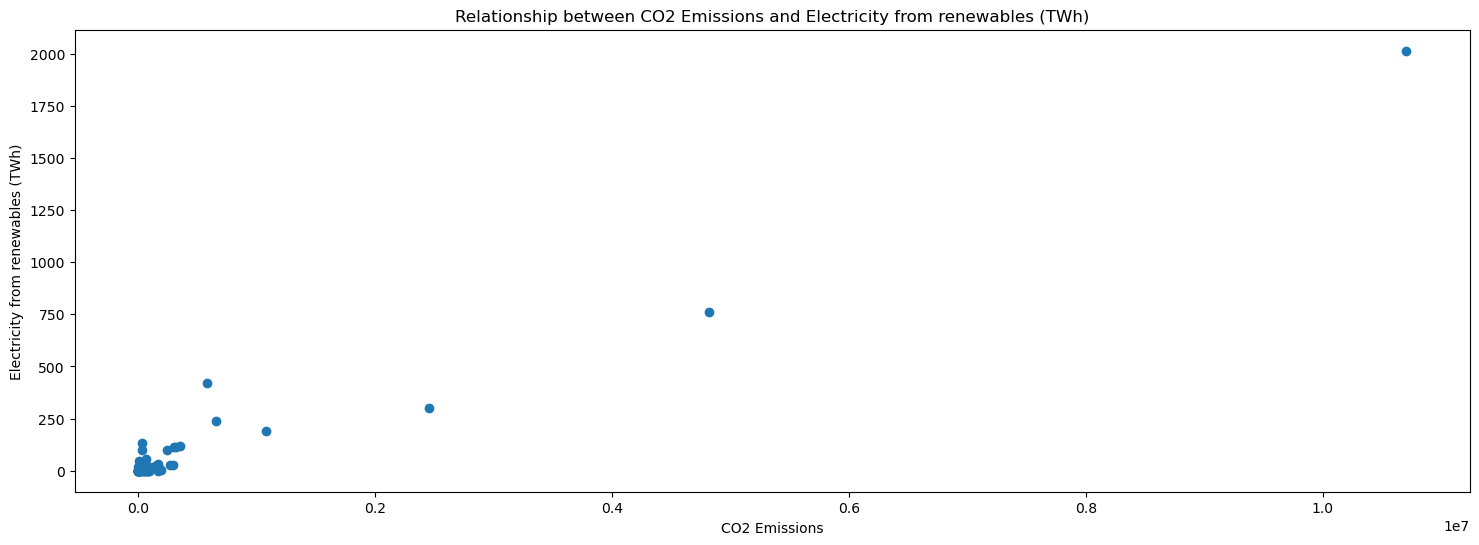 Relationship between CO2 Emissions and Electricity from renewables (TWh)
Electricity from renewables (TWh)
2000
1750
1500
1250
1000
750
500
250
0
0.0 0.2 0.4 0.6 0.8 1.0
1e7
CO2 Emissions